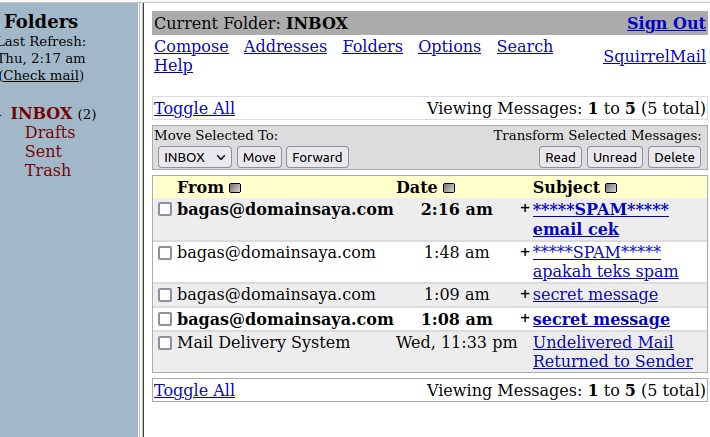 Folders
Last Refresh:
Thu, 2:17 am
(Check mail)
INBOX (2)
Drafts
Sent
Trash
Current Folder: INBOX Sign Out
Compose Addresses Folders Options Search
Help
SquirrelMail
Toggle All Viewing Messages: 1 to 5 (5 total)
Move Selected To: Transform Selected Messages:
INBOX Move Forward Read Unread Delete
From Date Subject
bagas@domainsaya.com 2:16 am + *****SPAM*****
email cek
bagas@domainsaya.com 1:48 am + *****SPAM*****
apakah teks spam
bagas@domainsaya.com 1:09 am + secret message
bagas@domainsaya.com 1:08 am + secret message
Mail Delivery System Wed, 11:33 pm Undelivered Mail
Returned to Sender
Toggle All Viewing Messages: 1 to 5 (5 total)